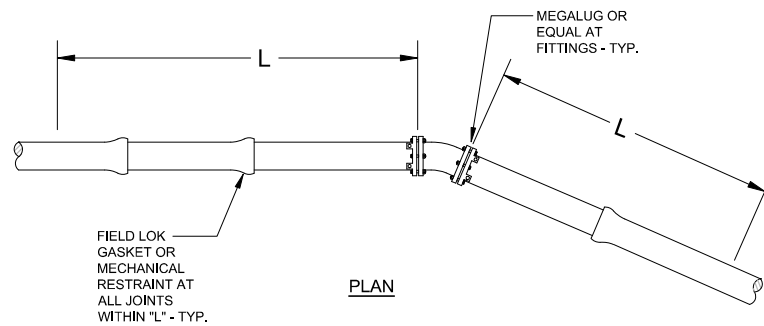 MEGALUG OR
EQUAL AT
FITTINGS - TYP.
L
L
FIELD LOK
GASKET OR
MECHANICAL
RESTRAINT AT
ALL JOINTS
WITHIN "L" - TYP.
PLAN